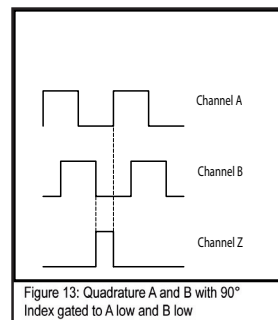 Channel A
Channel B
Channel Z
Figure 13: Quadrature A and B with 90°
Index gated to A low and B low